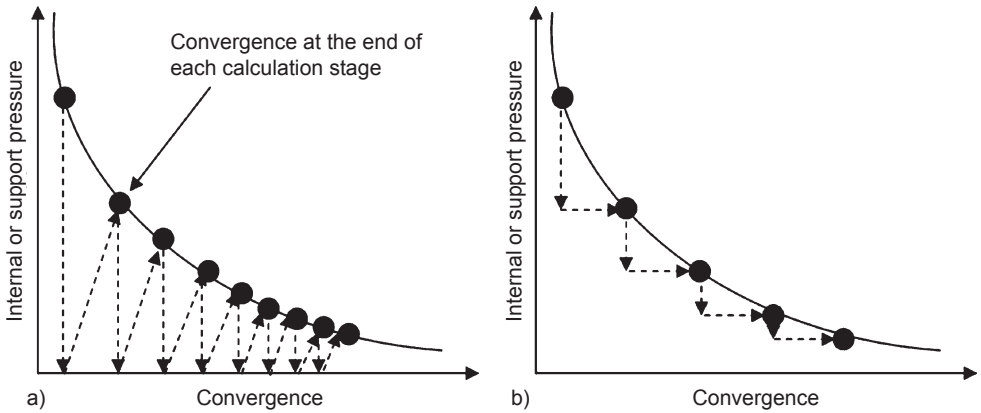 Convergence at the end of
each calculation stage
Internal or support pressure
a)
Convergence
Internal or support pressure
b)
Convergence